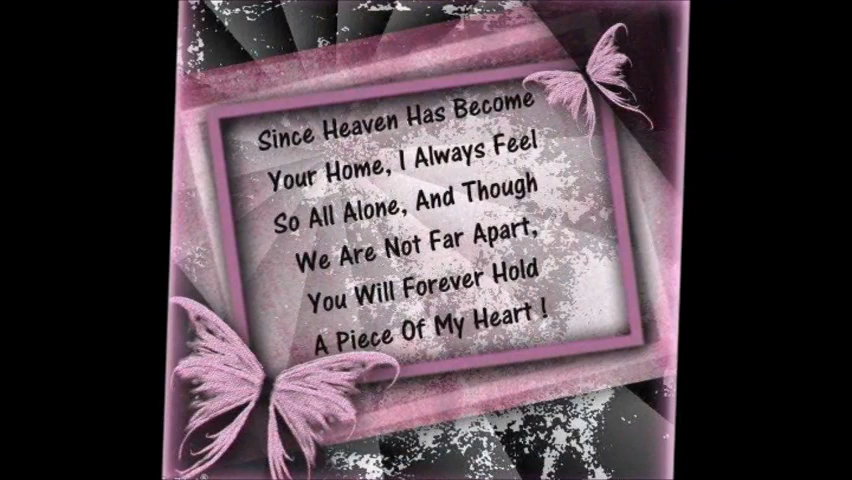 Since Heaven Has Become
Your Home, I Always Feel
So All Alone, And Though
We Are Not Far Apart,
You Will Forever Hold
A Piece Of My Heart !